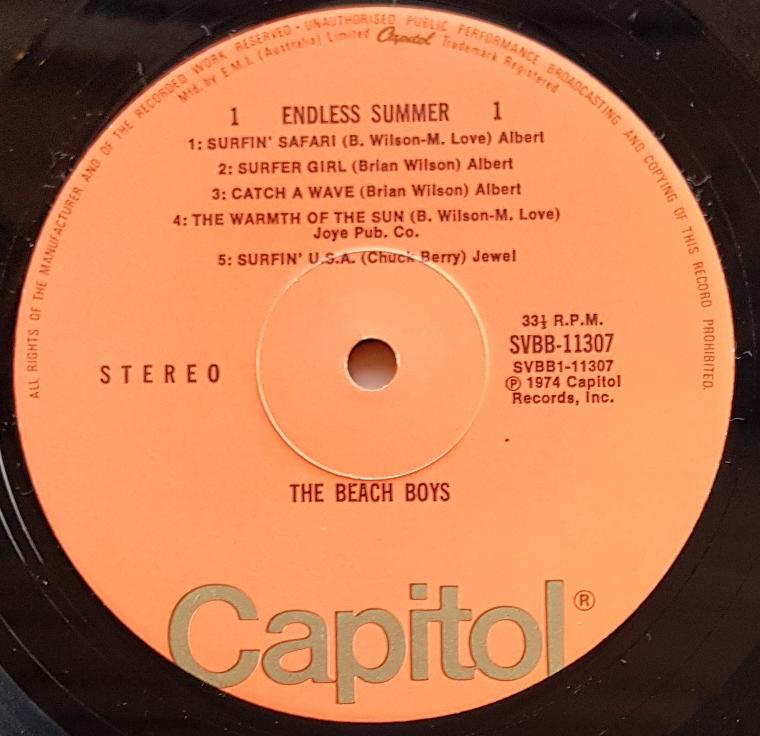 ALL RIGHTS OF THE MANUFACTURER AND OF THE RECORDED WORK RESERVED - UNAUTHORISED PUBLIC PERFORMANCE BROADCASTING AND COPYING OF THIS RECORD PROHIBITED.
Mfd. by E.M.I. (Australia) Limited Capitol Trademark Registered
1 ENDLESS SUMMER 1
1: SURFIN' SAFARI (B. Wilson-M. Love) Albert
2: SURFER GIRL (Brian Wilson) Albert
3: CATCH A WAVE (Brian Wilson) Albert
4: THE WARMTH OF THE SUN (B. Wilson-M. Love)
Joye Pub. Co.
5: SURFIN' U.S.A. (Chuck Berry) Jewel
STEREO
33⅓ R.P.M.
SVBB-11307
SVBB1-11307
℗ 1974 Capitol
Records, Inc.
THE BEACH BOYS
Capitol®